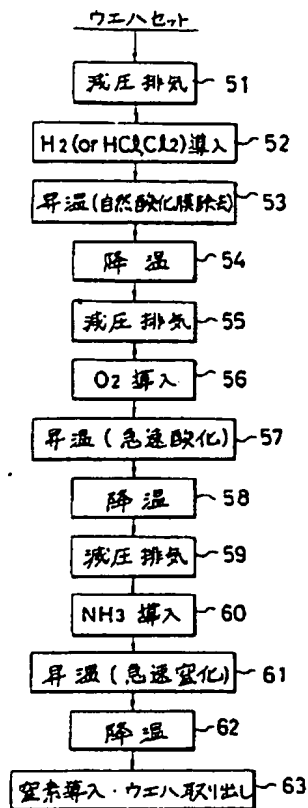 ウエハセット
減圧排気 51
H2(or HCl,Cl2)導入 52
昇温(自然酸化膜除去) 53
降温 54
減圧排気 55
O2 導入 56
昇温(急速酸化) 57
降温 58
減圧排気 59
NH3 導入 60
昇温(急速窒化) 61
降温 62
窒素導入・ウエハ取り出し 63